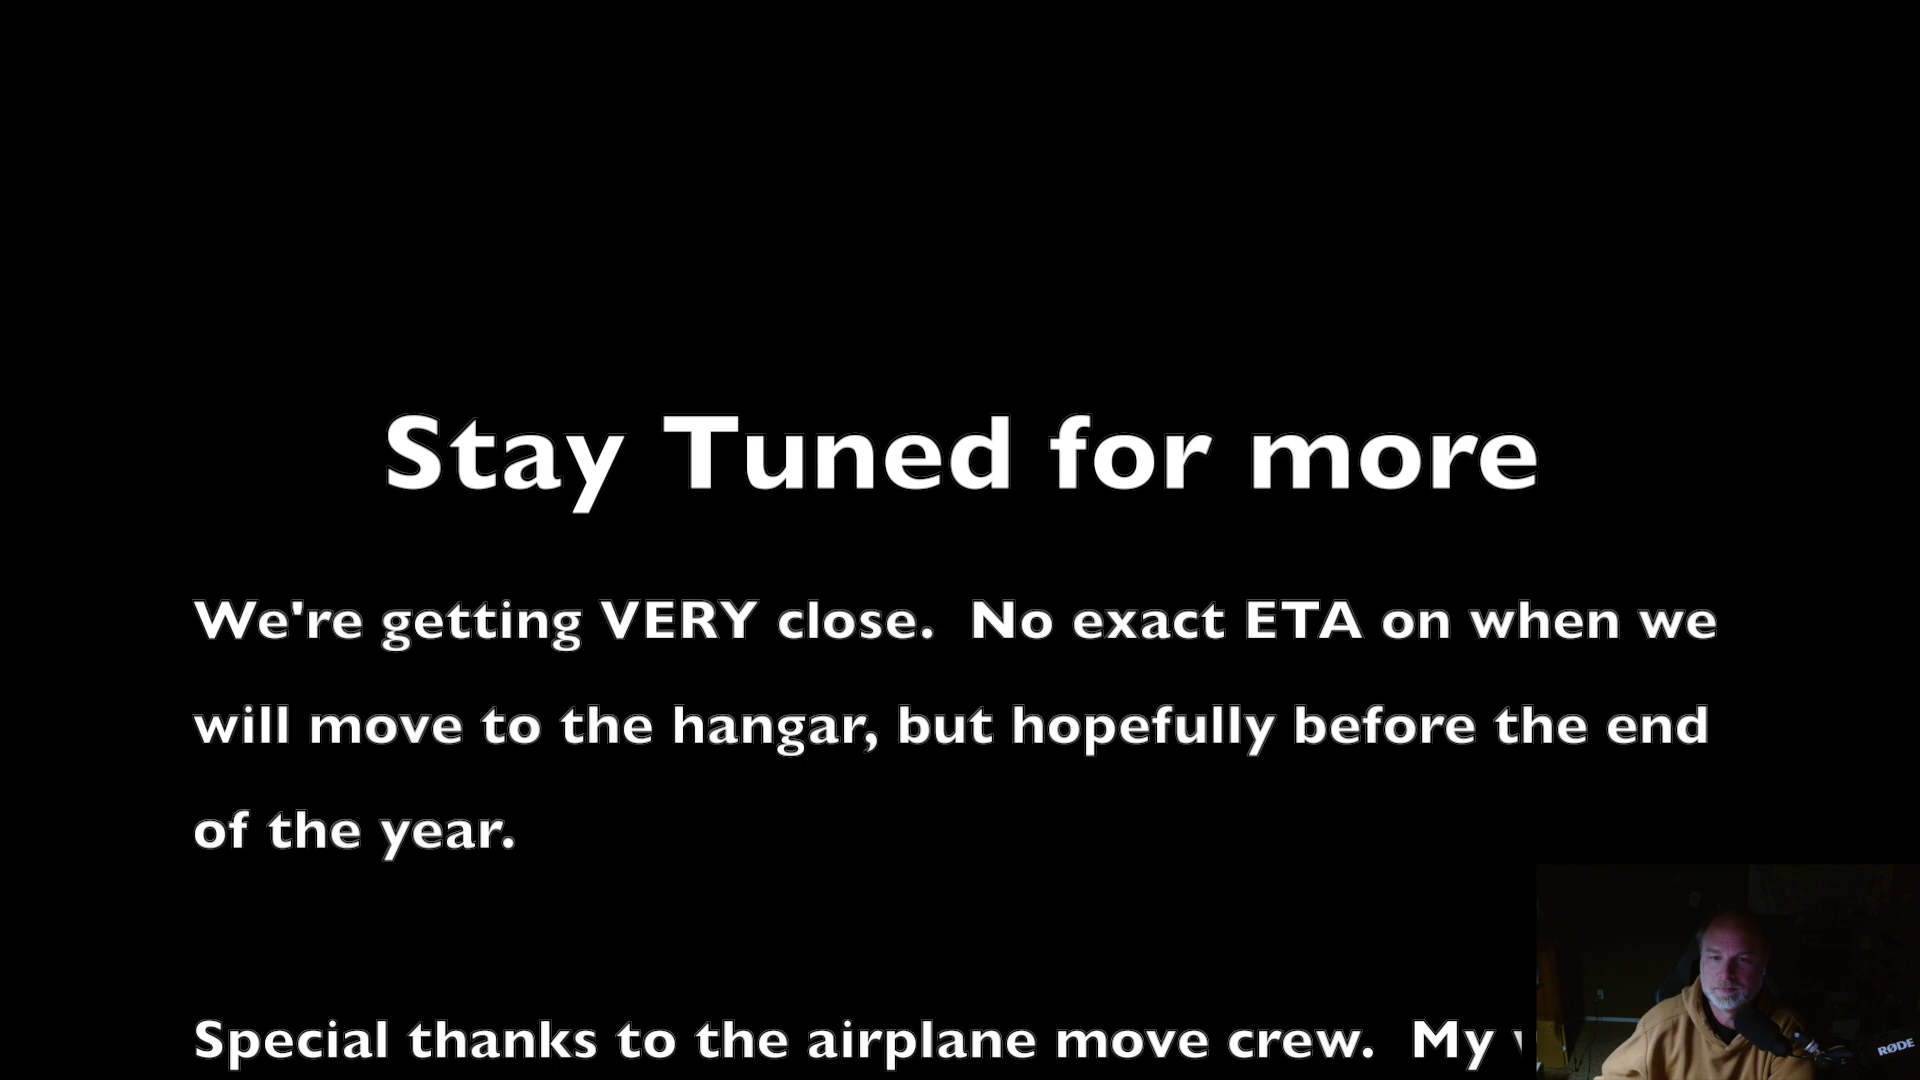 Stay Tuned for more
We're getting VERY close.  No exact ETA on when we
will move to the hangar, but hopefully before the end
of the year.
Special thanks to the airplane move crew.  My
RØDE